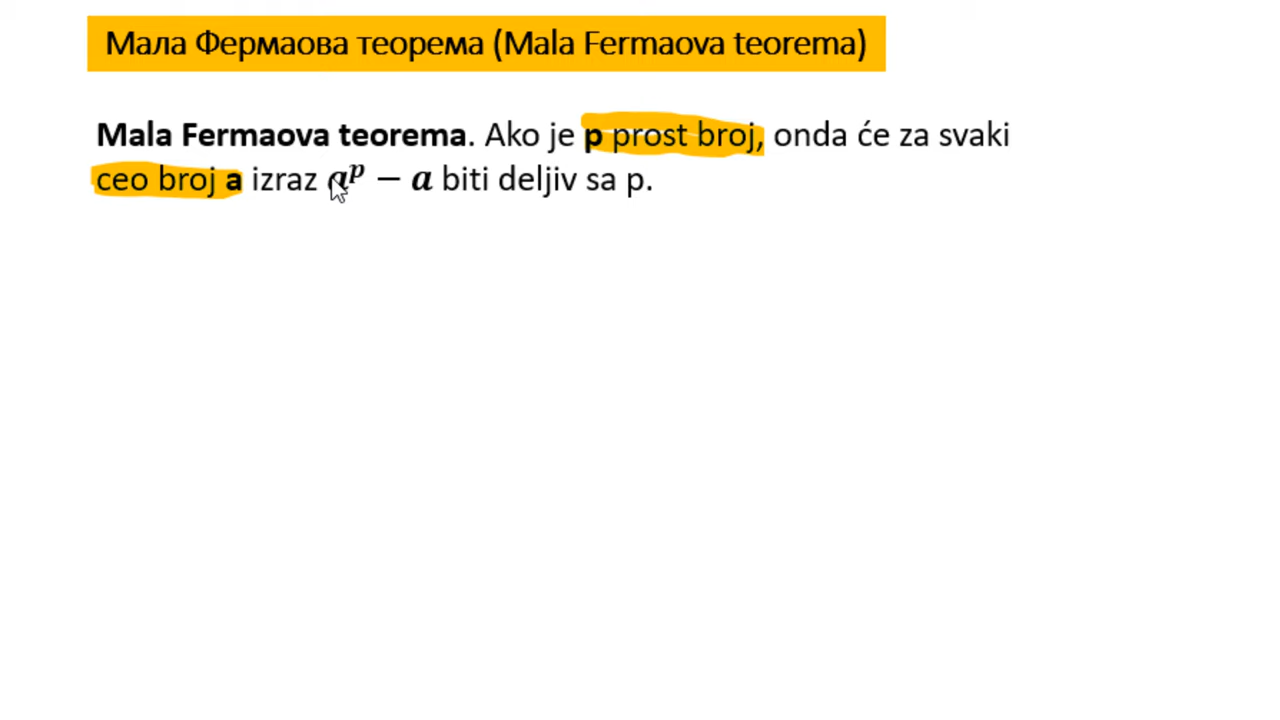 Мала Фермаова теорема (Mala Fermaova teorema)
Mala Fermaova teorema. Ako je p prost broj, onda će za svaki
ceo broj a izraz aᵖ − a biti deljiv sa p.